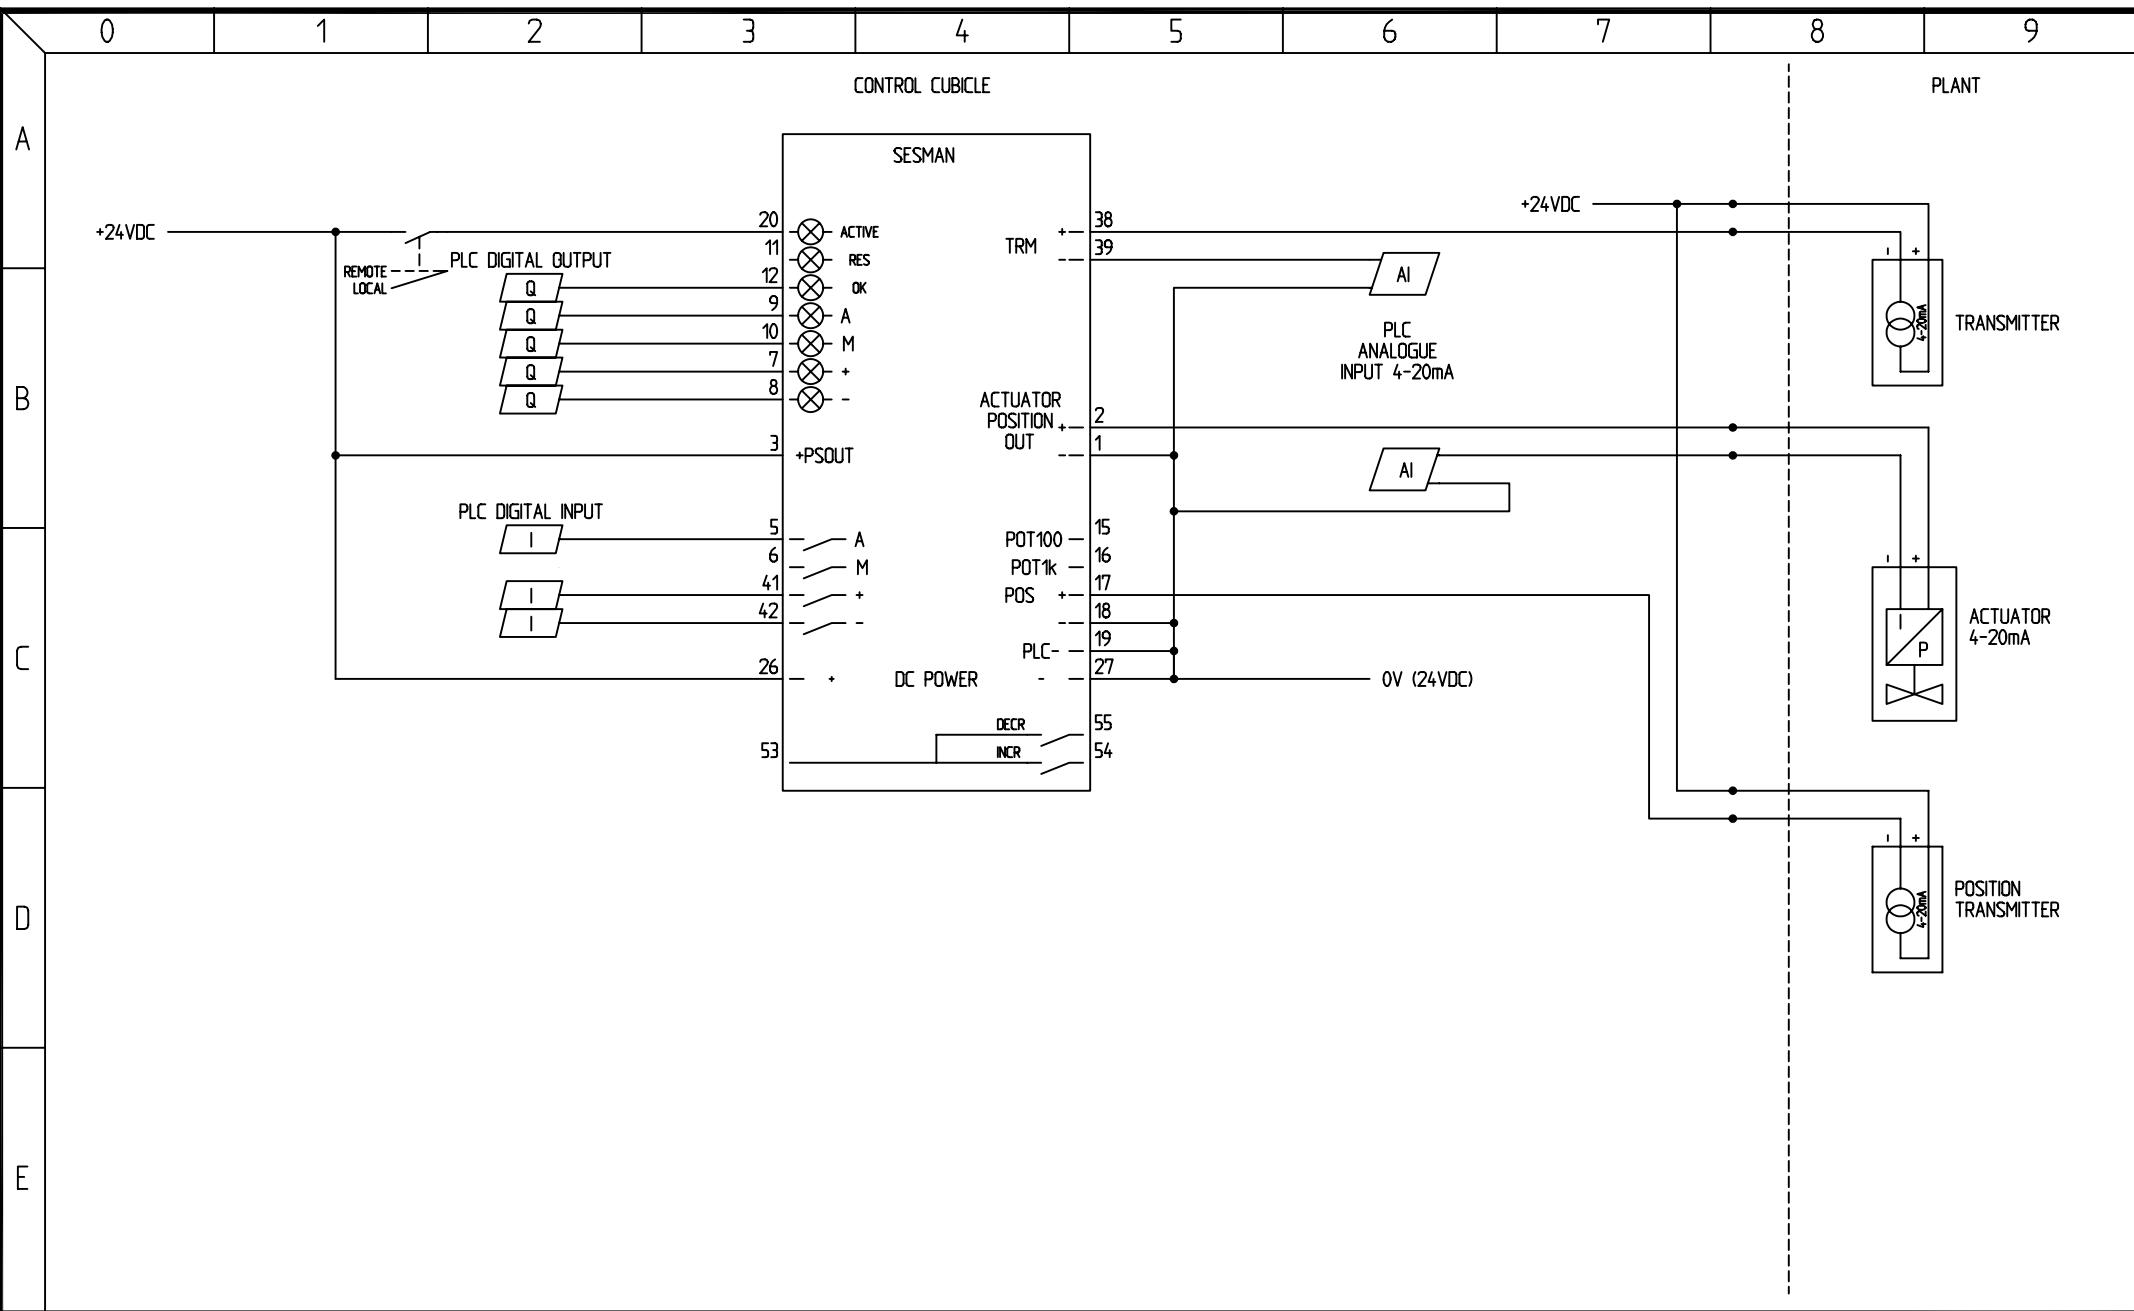 0 1 2 3 4 5 6 7 8 9
CONTROL CUBICLE
PLANT
A
B
C
D
E
SESMAN
+24VDC
REMOTE
LOCAL
PLC DIGITAL OUTPUT
Q
Q
Q
Q
Q
20 ACTIVE
11 RES
12 OK
9 A
10 M
7 +
8 -
3 +PSOUT
PLC DIGITAL INPUT
I
I
I
5 A
6 M
41 +
42 -
26 + DC POWER - 27
53
DECR 55
INCR 54
TRM + 38
- 39
ACTUATOR
POSITION + 2
OUT - 1
POT100 15
POT1k 16
POS + 17
- 18
PLC- 19
0V (24VDC)
AI
PLC
ANALOGUE
INPUT 4-20mA
AI
+24VDC
- +
4-20mA
TRANSMITTER
- +
I
P
ACTUATOR
4-20mA
- +
4-20mA
POSITION
TRANSMITTER